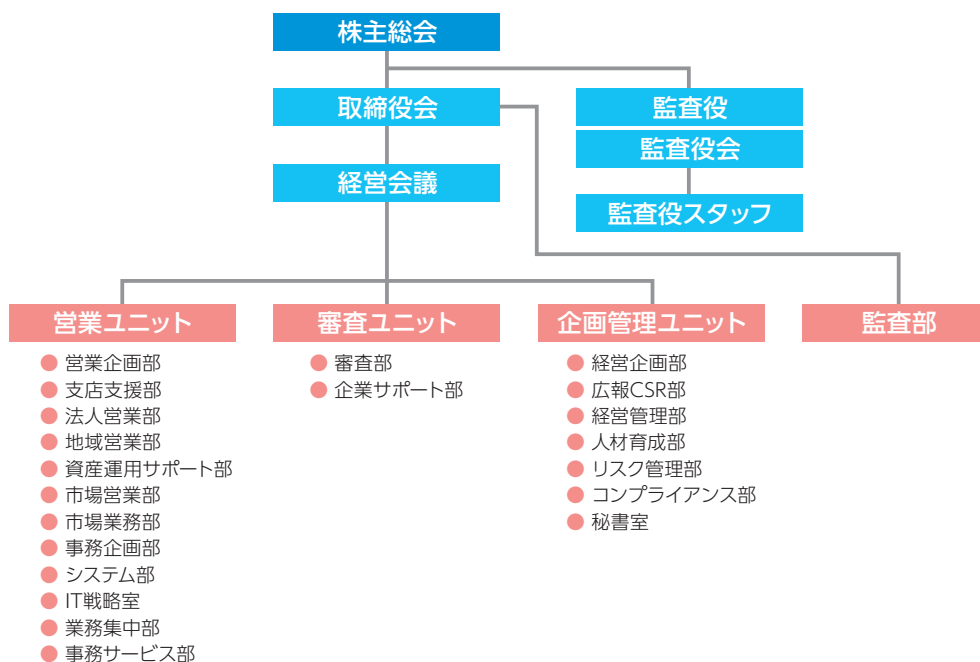 株主総会
取締役会
監査役
監査役会
経営会議
監査役スタッフ
営業ユニット
営業企画部
支店支援部
法人営業部
地域営業部
資産運用サポート部
市場営業部
市場業務部
事務企画部
システム部
IT戦略室
業務集中部
事務サービス部
審査ユニット
審査部
企業サポート部
企画管理ユニット
経営企画部
広報CSR部
経営管理部
人材育成部
リスク管理部
コンプライアンス部
秘書室
監査部